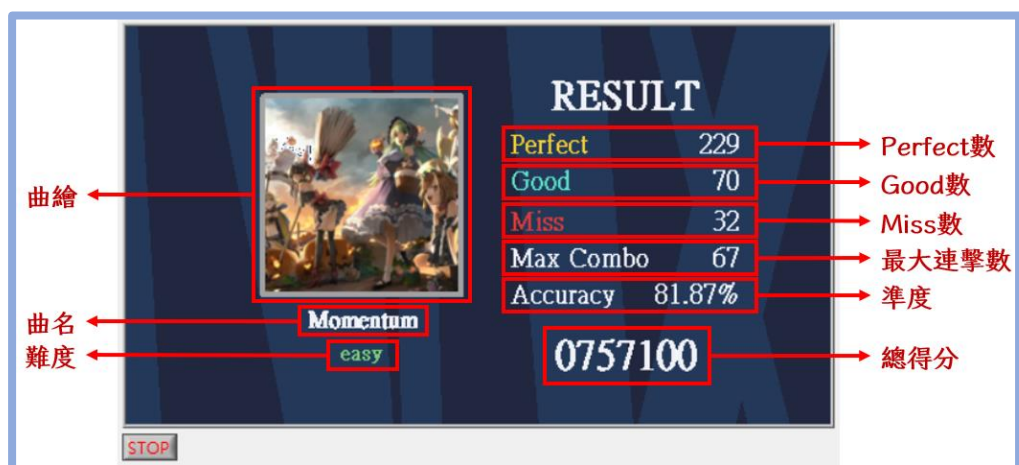 RESULT
Perfect 229
Perfect數
Good 70
Good數
曲繪
Miss 32
Miss數
Max Combo 67
最大連擊數
Accuracy 81.87%
準度
曲名
Momentum
難度
easy
0757100
總得分
STOP